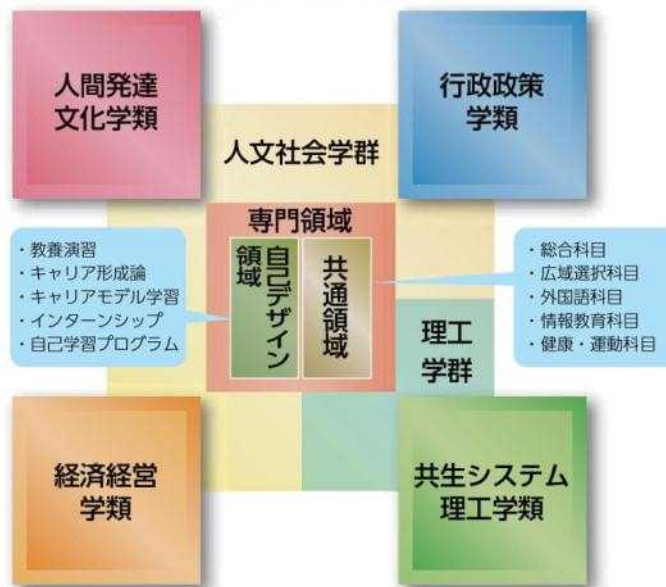 人間発達
文化学類
行政政策
学類
人文社会学群
専門領域
自己デザイン
領域
共通領域
・教養演習
・キャリア形成論
・キャリアモデル学習
・インターンシップ
・自己学習プログラム
・総合科目
・広域選択科目
・外国語科目
・情報教育科目
・健康・運動科目
理工
学群
経済経営
学類
共生システム
理工学類